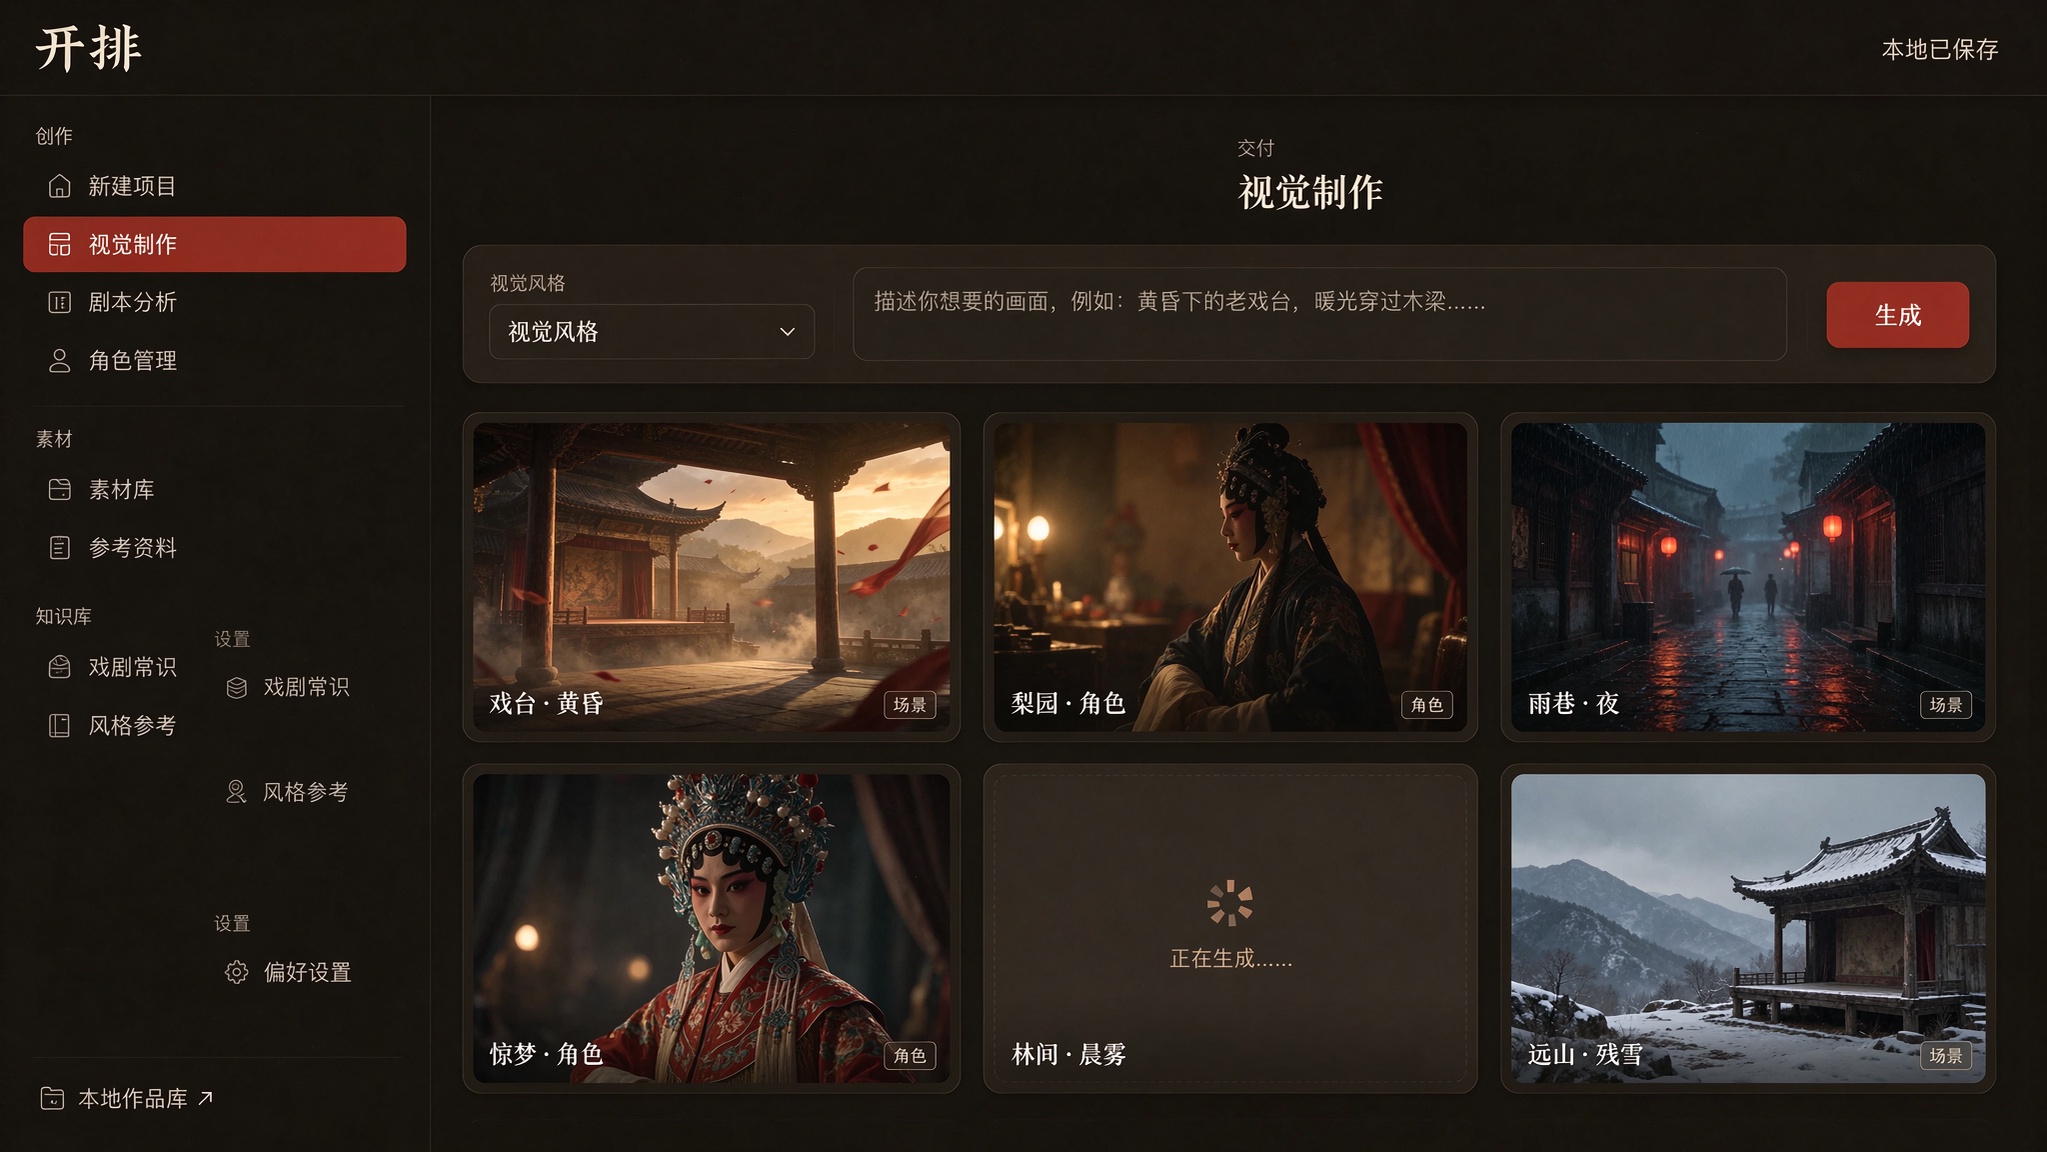 开排
本地已保存
创作
新建项目
视觉制作
剧本分析
角色管理
素材
素材库
参考资料
知识库
戏剧常识
风格参考
设置
戏剧常识
风格参考
设置
偏好设置
本地作品库 ↗
交付
视觉制作
视觉风格
视觉风格
描述你想要的画面，例如：黄昏下的老戏台，暖光穿过木梁……
生成
戏台 · 黄昏
场景
梨园 · 角色
角色
雨巷 · 夜
场景
惊梦 · 角色
角色
正在生成……
林间 · 晨雾
远山 · 残雪
场景